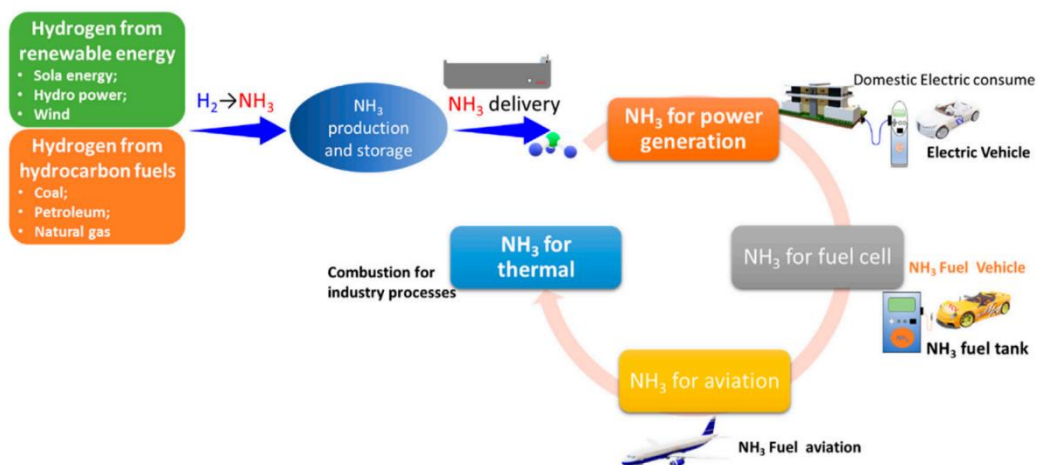 Hydrogen from
renewable energy
• Sola energy;
• Hydro power;
• Wind
Hydrogen from
hydrocarbon fuels
• Coal;
• Petroleum;
• Natural gas
H₂→NH₃
NH₃
production
and storage
NH₃ delivery
NH₃ for power
generation
Domestic Electric consume
Electric Vehicle
NH₃ for fuel cell
NH₃ Fuel Vehicle
NH₃ fuel tank
NH₃ for aviation
NH₃ Fuel aviation
NH₃ for
thermal
Combustion for
industry processes